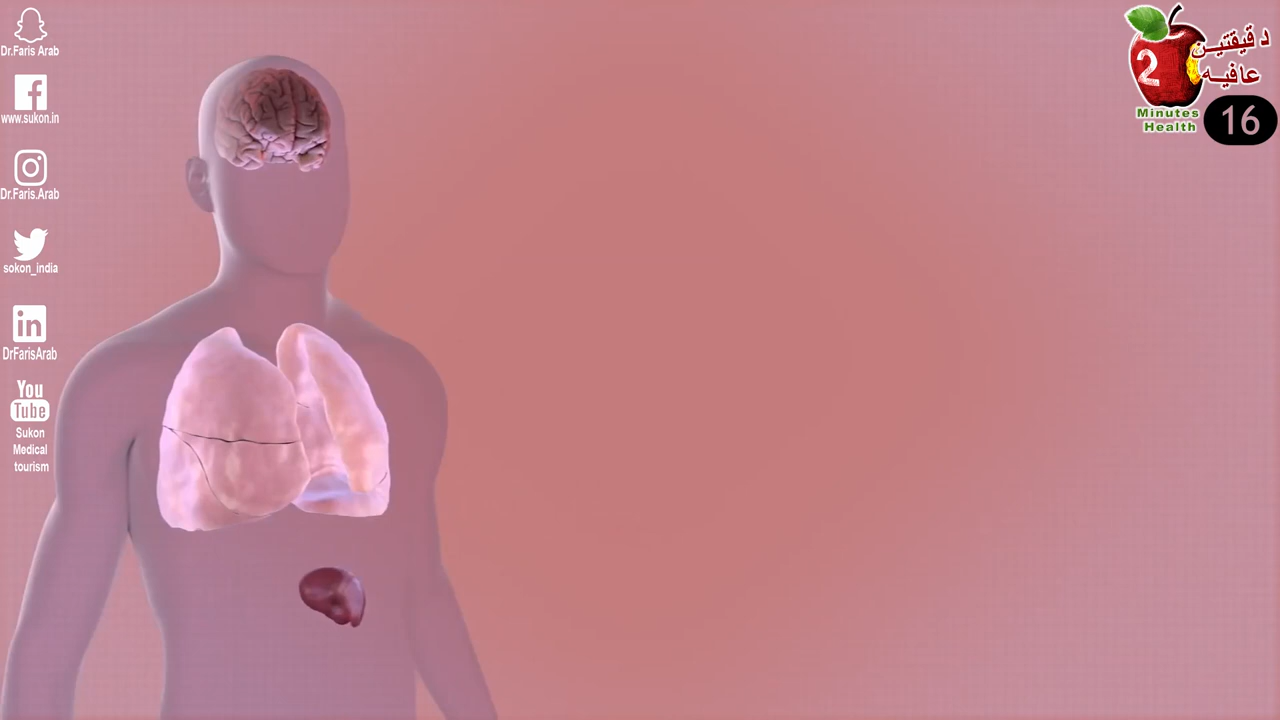 Dr.Faris Arab
www.sukon.in
Dr.Faris.Arab
sokon_india
in
DrFarisArab
You
Tube
Sukon
Medical
tourism
دقيقتين
عافيه
2
Minutes
Health
16